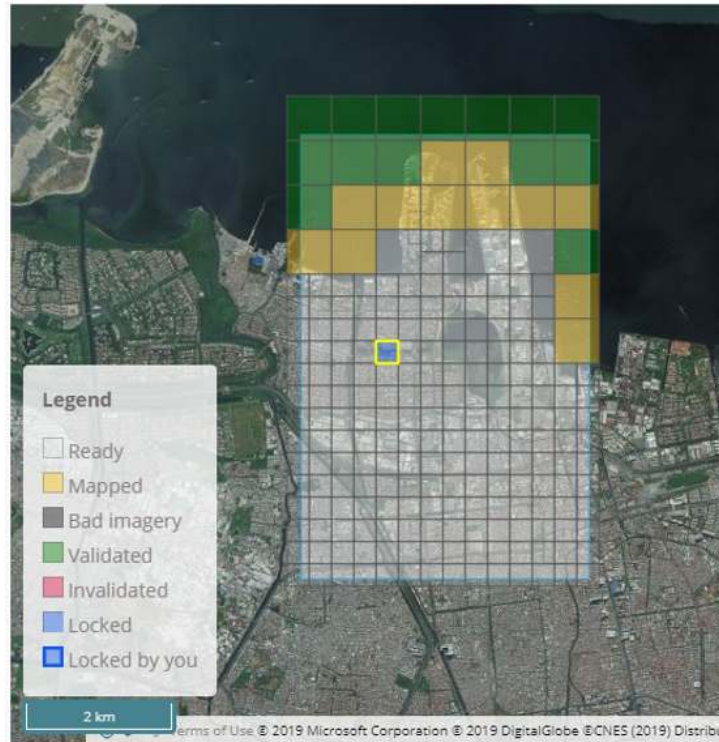 Legend
Ready
Mapped
Bad imagery
Validated
Invalidated
Locked
Locked by you
2 km
Terms of Use © 2019 Microsoft Corporation © 2019 DigitalGlobe ©CNES (2019) Distrib